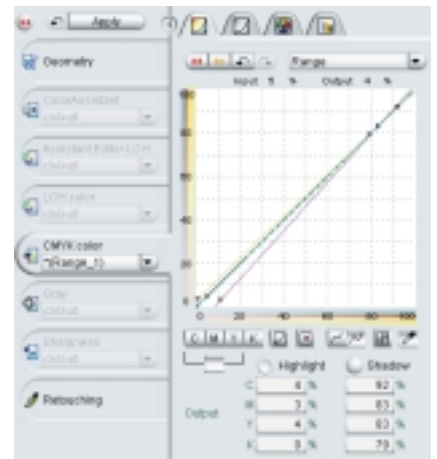 Apply
Geometry
Range
Input 5 % Output 4 %
ColorAssistant
default
Assistant Editor LCH
default
LCH color
default
CMYK color
*(Range_1)
Gray
default
Sharpness
default
Retouching
100
80
60
40
20
0
0 20 40 60 80 100
C M Y K
Highlight Shadow
Output
C % 92 %
M 3 % 83 %
Y 4 % 83 %
K 0 % 79 %